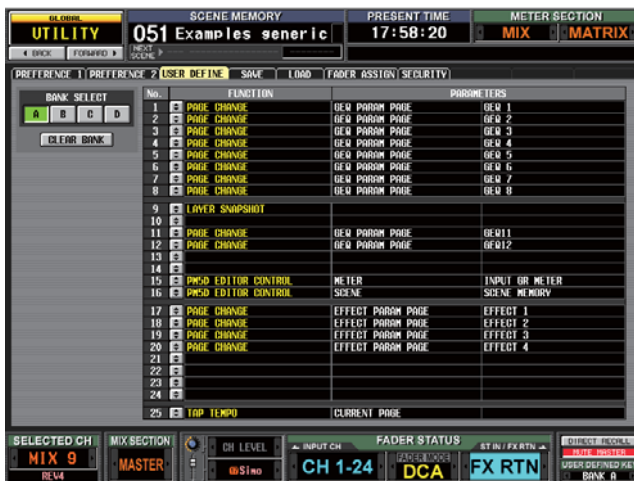 GLOBAL SCENE MEMORY PRESENT TIME METER SECTION
UTILITY 051 Examples generic 17:58:20 MIX MATRIX
BACK FORWARD NEXT SCENE
PREFERENCE 1 PREFERENCE 2 USER DEFINE SAVE LOAD FADER ASSIGN SECURITY
BANK SELECT
A B C D
CLEAR BANK
No. FUNCTION PARAMETERS
1 PAGE CHANGE GEQ PARAM PAGE GEQ 1
2 PAGE CHANGE GEQ PARAM PAGE GEQ 2
3 PAGE CHANGE GEQ PARAM PAGE GEQ 3
4 PAGE CHANGE GEQ PARAM PAGE GEQ 4
5 PAGE CHANGE GEQ PARAM PAGE GEQ 5
6 PAGE CHANGE GEQ PARAM PAGE GEQ 6
7 PAGE CHANGE GEQ PARAM PAGE GEQ 7
8 PAGE CHANGE GEQ PARAM PAGE GEQ 8
9 LAYER SNAPSHOT
10
11 PAGE CHANGE GEQ PARAM PAGE GEQ11
12 PAGE CHANGE GEQ PARAM PAGE GEQ12
13
14
15 PM5D EDITOR CONTROL METER INPUT GR METER
16 PM5D EDITOR CONTROL SCENE SCENE MEMORY
17 PAGE CHANGE EFFECT PARAM PAGE EFFECT 1
18 PAGE CHANGE EFFECT PARAM PAGE EFFECT 2
19 PAGE CHANGE EFFECT PARAM PAGE EFFECT 3
20 PAGE CHANGE EFFECT PARAM PAGE EFFECT 4
21
22
23
24
25 TAP TEMPO CURRENT PAGE
SELECTED CH MIX SECTION CH LEVEL INPUT CH FADER STATUS ST IN / FX RTN DIRECT RECALL
MIX 9 MASTER CH 1-24 FADER MODE DCA FX RTN MUTE MASTER
REV4 USER DEFINED KEY
BANK A